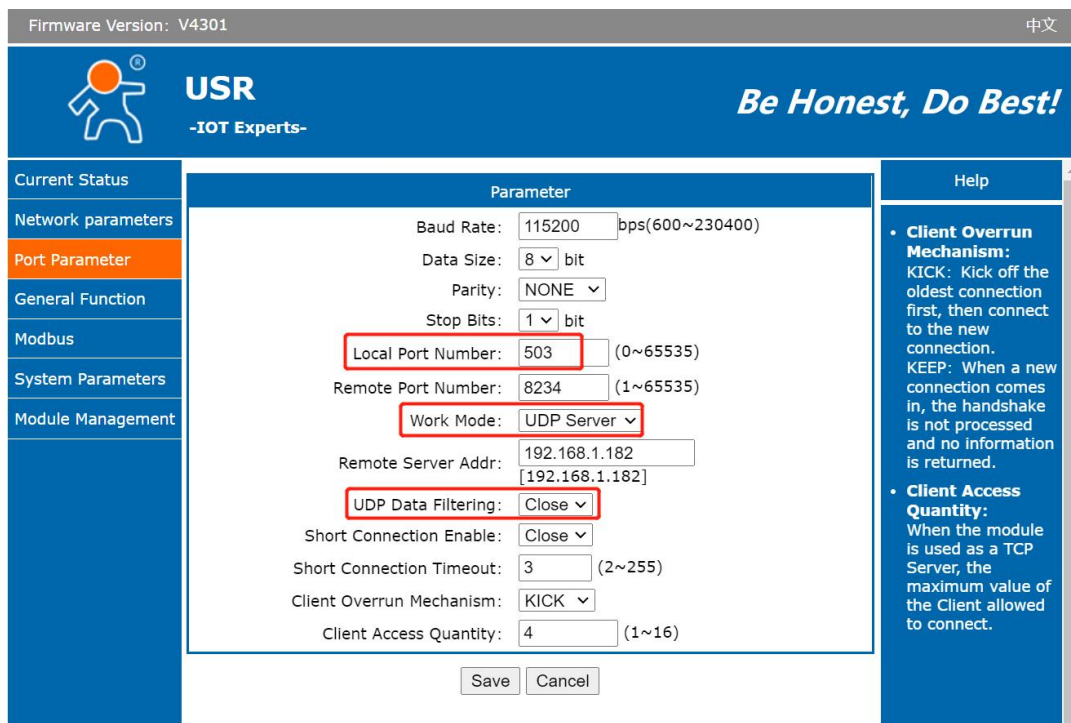 Firmware Version: V4301
中文
®
USR
-IOT Experts-
Be Honest, Do Best!
Current Status
Network parameters
Port Parameter
General Function
Modbus
System Parameters
Module Management
Parameter
Baud Rate: 115200 bps(600~230400)
Data Size: 8 bit
Parity: NONE
Stop Bits: 1 bit
Local Port Number: 503 (0~65535)
Remote Port Number: 8234 (1~65535)
Work Mode: UDP Server
Remote Server Addr: 192.168.1.182
[192.168.1.182]
UDP Data Filtering: Close
Short Connection Enable: Close
Short Connection Timeout: 3 (2~255)
Client Overrun Mechanism: KICK
Client Access Quantity: 4 (1~16)
Save Cancel
Help
• Client Overrun
Mechanism:
KICK: Kick off the
oldest connection
first, then connect
to the new
connection.
KEEP: When a new
connection comes
in, the handshake
is not processed
and no information
is returned.
• Client Access
Quantity:
When the module
is used as a TCP
Server, the
maximum value of
the Client allowed
to connect.